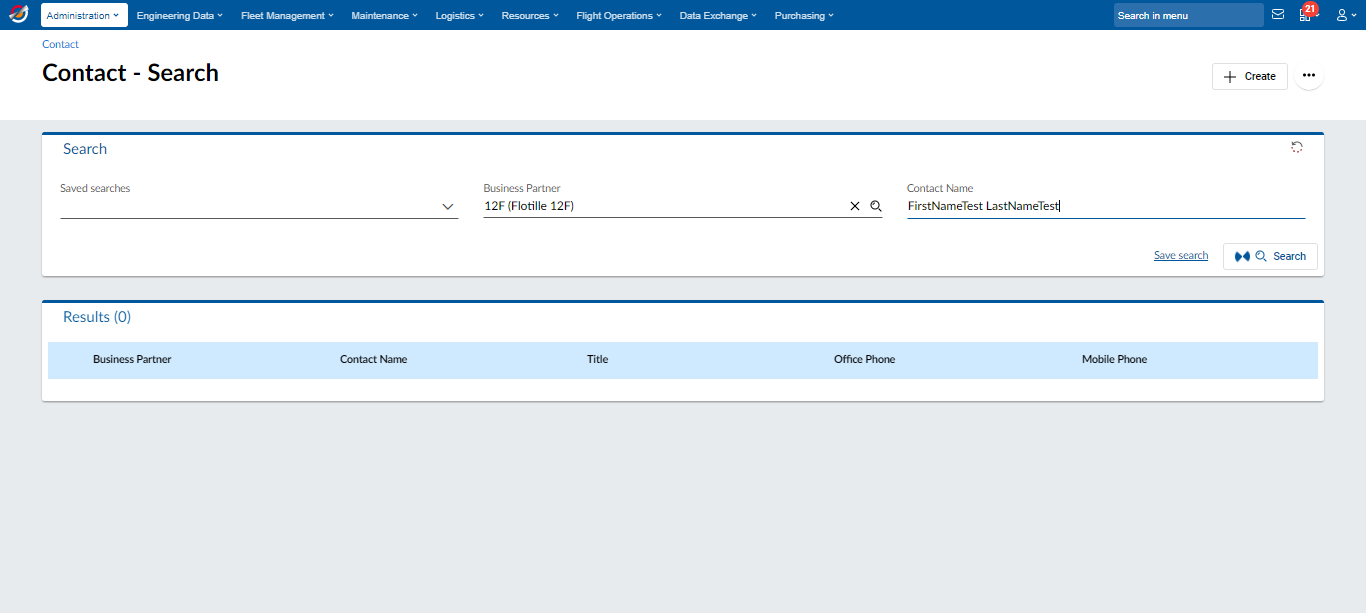 Administration Engineering Data Fleet Management Maintenance Logistics Resources Flight Operations Data Exchange Purchasing Search in menu 21
Contact
Contact - Search
Create
Search
Saved searches Business Partner Contact Name
12F (Flotille 12F) FirstNameTest LastNameTest
Save search Search
Results (0)
Business Partner Contact Name Title Office Phone Mobile Phone